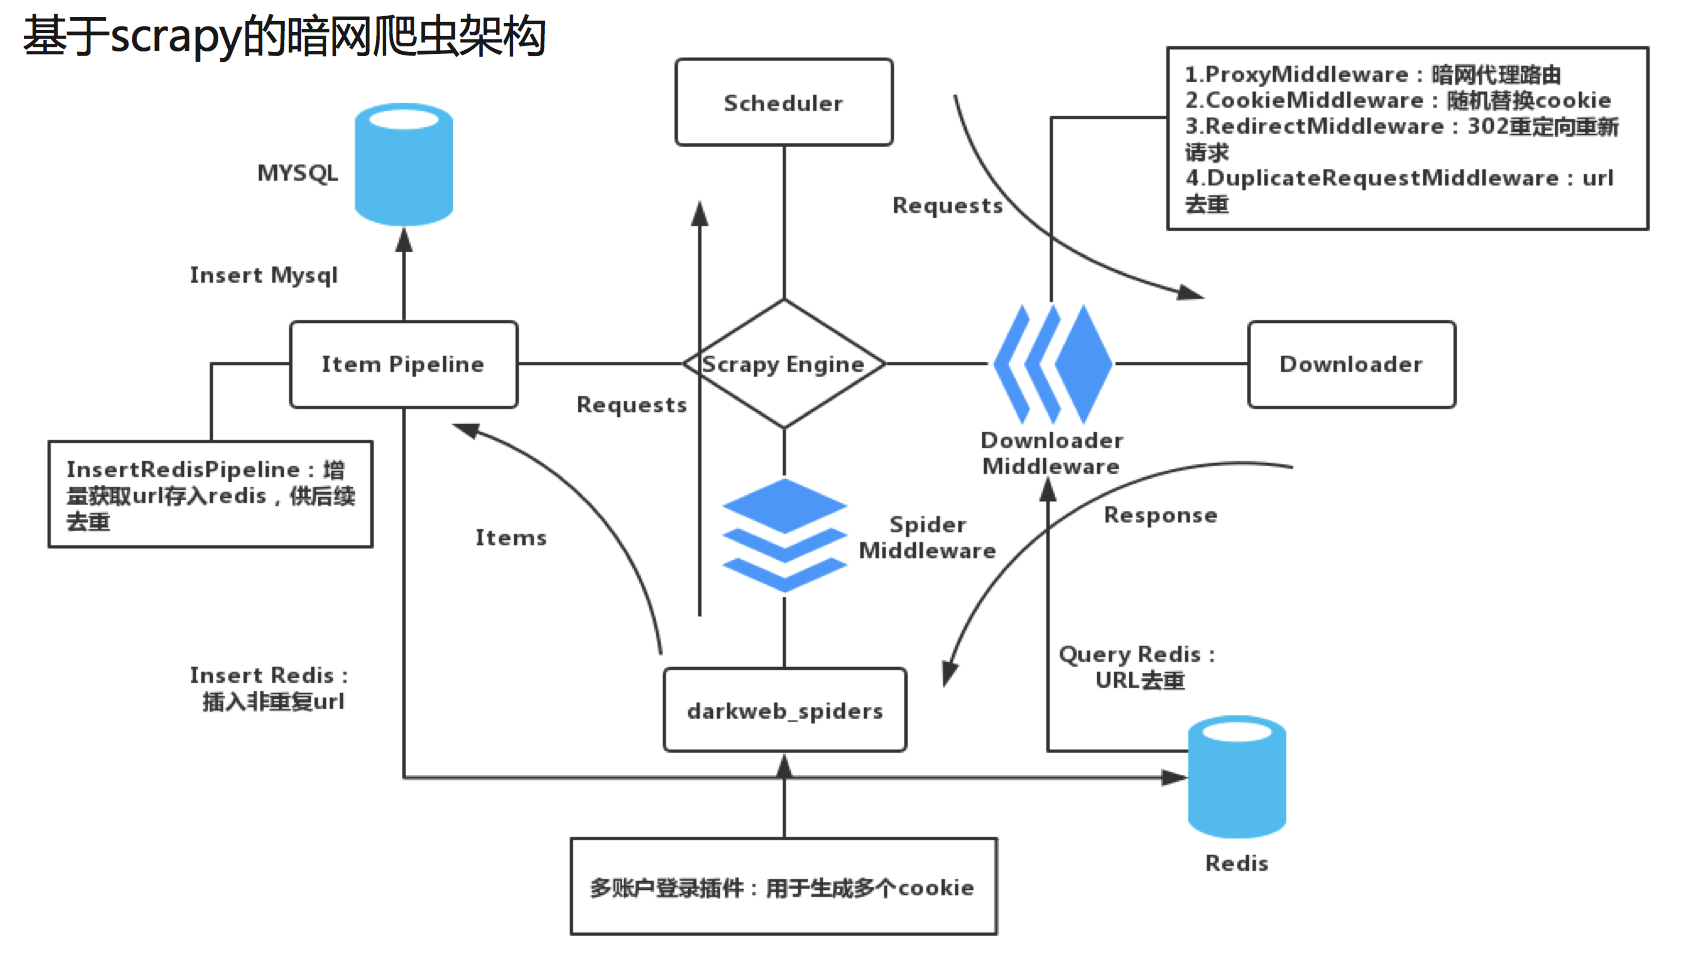 基于scrapy的暗网爬虫架构
Scheduler
1.ProxyMiddleware：暗网代理路由
2.CookieMiddleware：随机替换cookie
3.RedirectMiddleware：302重定向重新
请求
4.DuplicateRequestMiddleware：url
去重
MYSQL
Requests
Insert Mysql
Item Pipeline
Scrapy Engine
Downloader
Requests
Downloader
Middleware
InsertRedisPipeline：增
量获取url存入redis，供后续
去重
Items
Spider
Middleware
Response
Insert Redis：
插入非重复url
darkweb_spiders
Query Redis：
URL去重
Redis
多账户登录插件：用于生成多个cookie